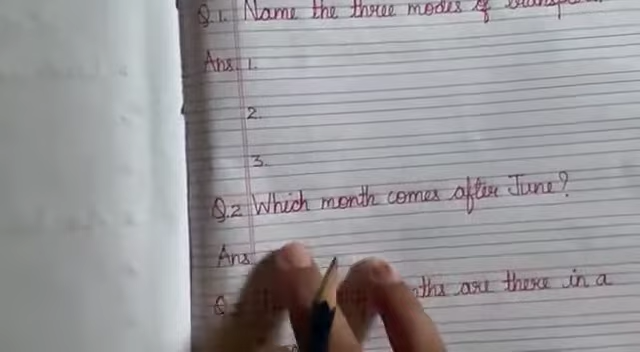 Q.1. Name the three modes of
Ans. 1.
2.
3.
Q.2 Which month comes after June?
Ans
Q are there in a